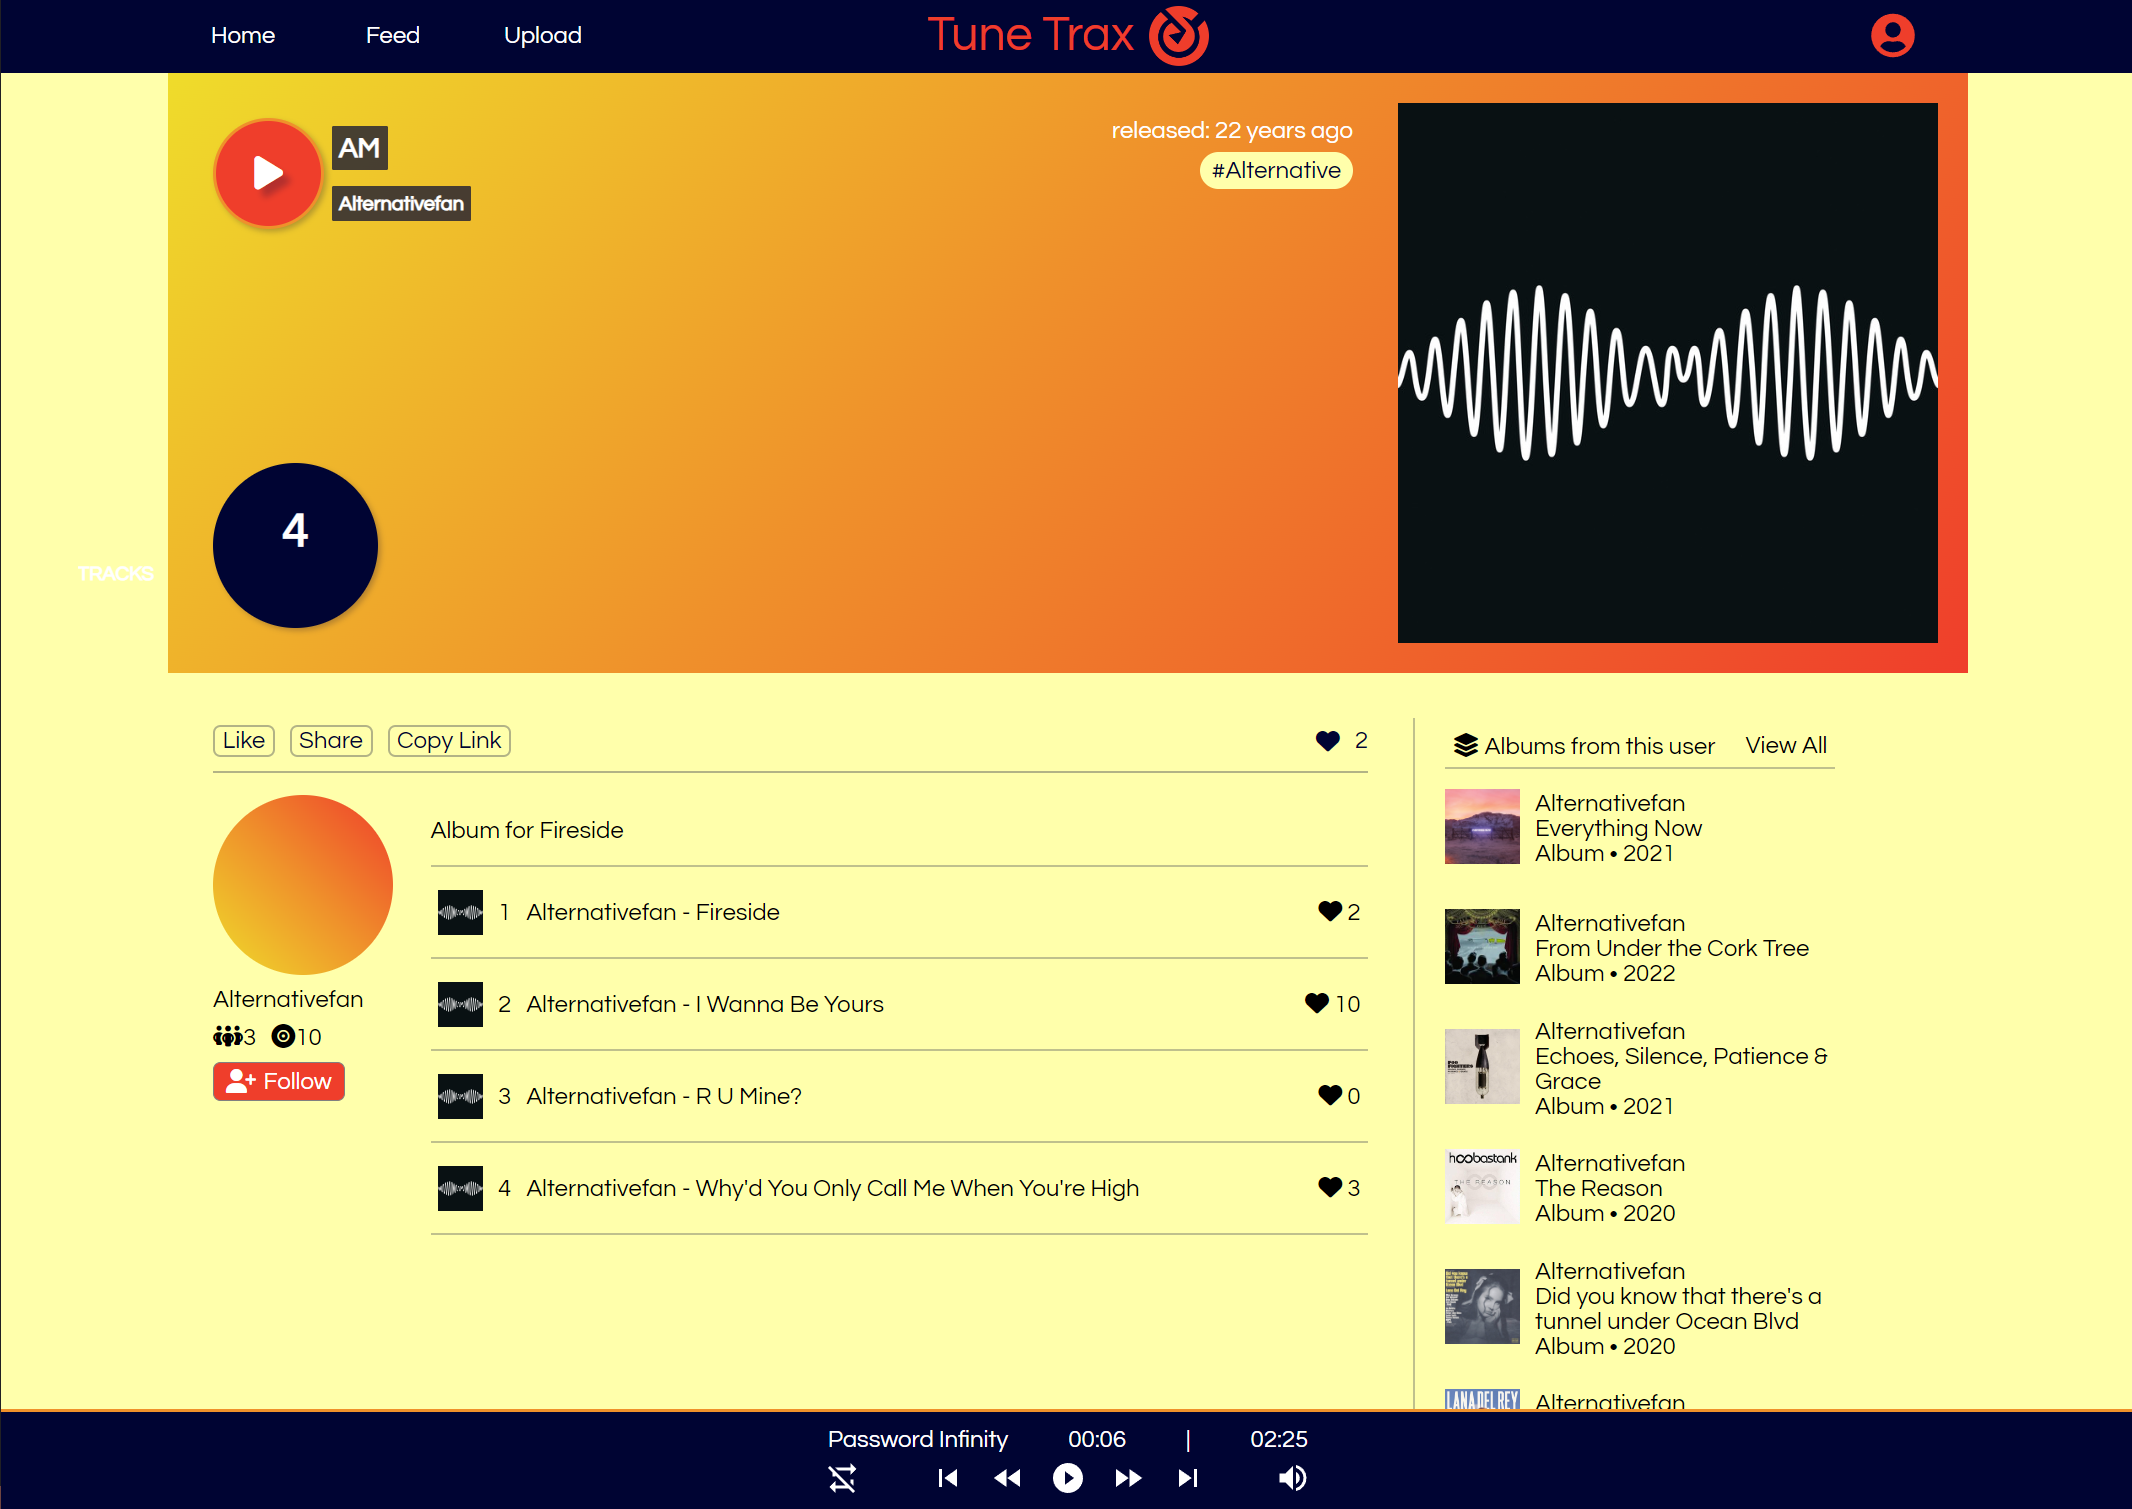 Home Feed Upload Tune Trax
AM
Alternativefan
released: 22 years ago
#Alternative
4
TRACKS
Like Share Copy Link 2
Album for Fireside
1 Alternativefan - Fireside 2
2 Alternativefan - I Wanna Be Yours 10
3 Alternativefan - R U Mine? 0
4 Alternativefan - Why'd You Only Call Me When You're High 3
Alternativefan
3 10
Follow
Albums from this user View All
Alternativefan
Everything Now
Album • 2021
Alternativefan
From Under the Cork Tree
Album • 2022
Alternativefan
Echoes, Silence, Patience &
Grace
Album • 2021
hoobastank
THE REASON
Alternativefan
The Reason
Album • 2020
Alternativefan
Did you know that there's a
tunnel under Ocean Blvd
Album • 2020
LANA DEL REY
Alternativefan
Password Infinity 00:06 | 02:25